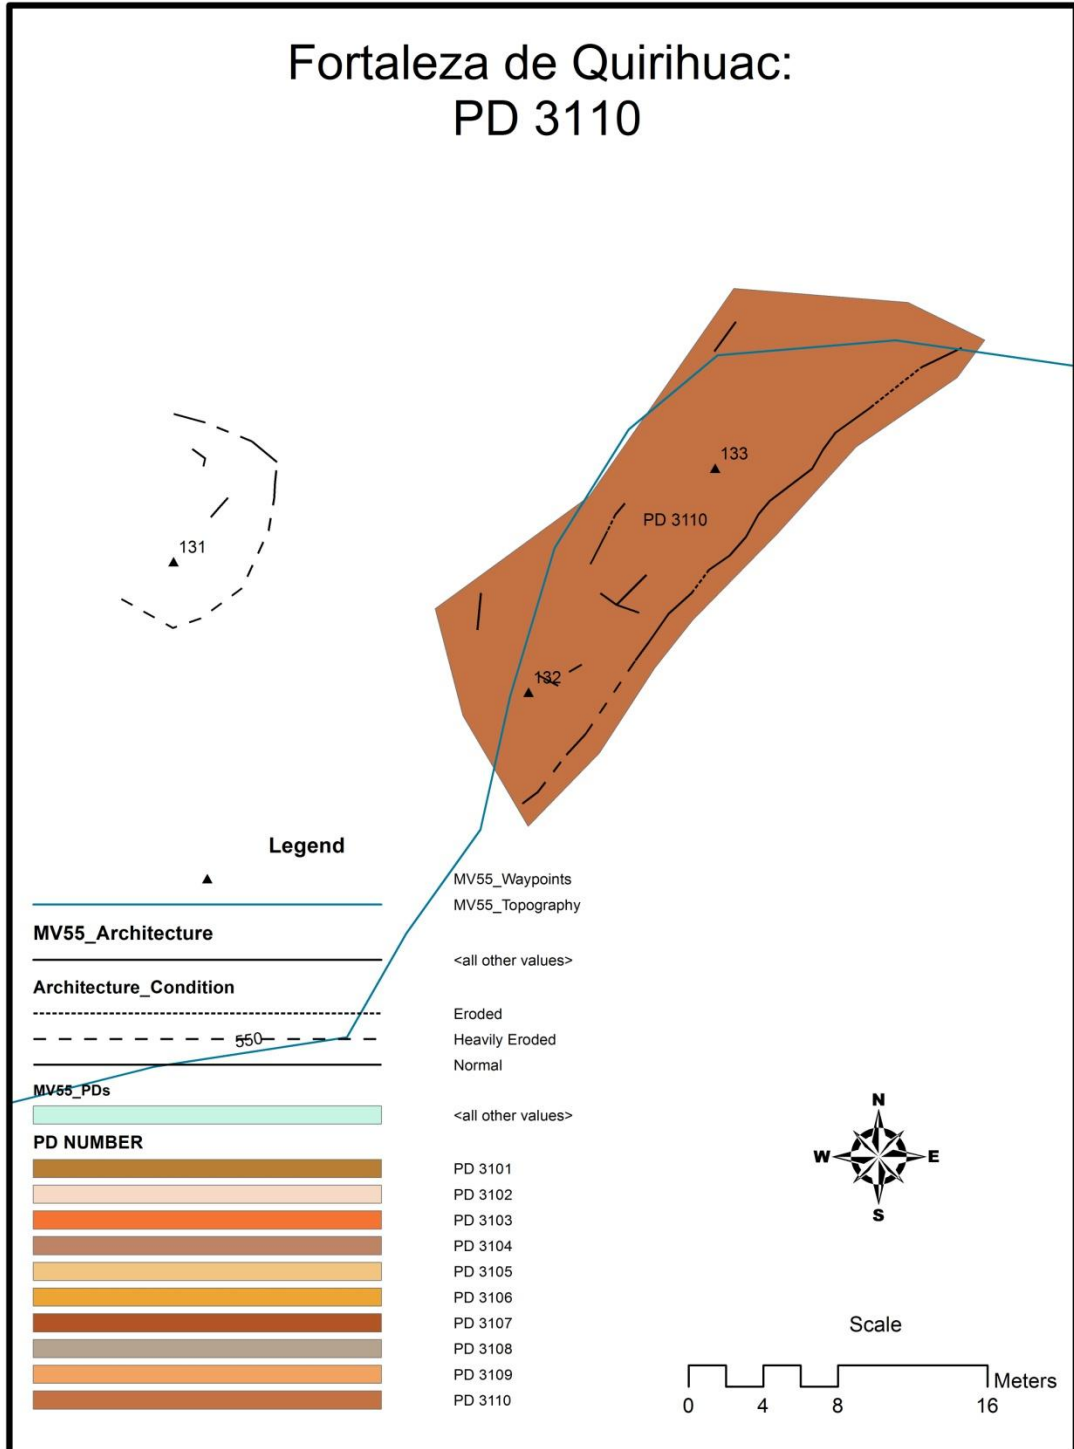 Fortaleza de Quirihuac:
PD 3110
133
PD 3110
131
132
Legend
MV55_Waypoints
MV55_Topography
MV55_Architecture
<all other values>
Architecture_Condition
Eroded
550
Heavily Eroded
Normal
MV55_PDs
<all other values>
PD NUMBER
PD 3101
PD 3102
PD 3103
PD 3104
PD 3105
PD 3106
PD 3107
PD 3108
PD 3109
PD 3110
N
W E
S
Scale
Meters
0 4 8 16